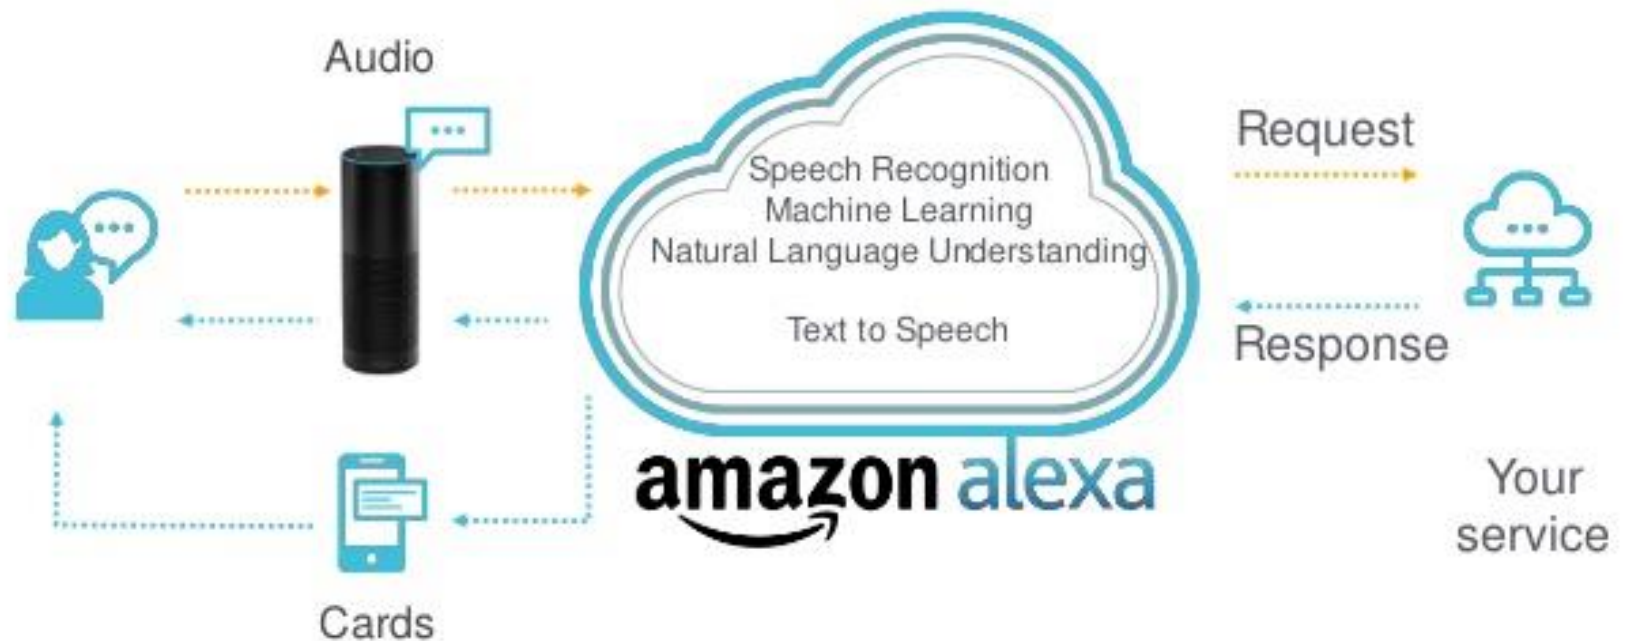 Audio
Request
Speech Recognition
Machine Learning
Natural Language Understanding
Text to Speech
Response
amazon alexa
Your
service
Cards